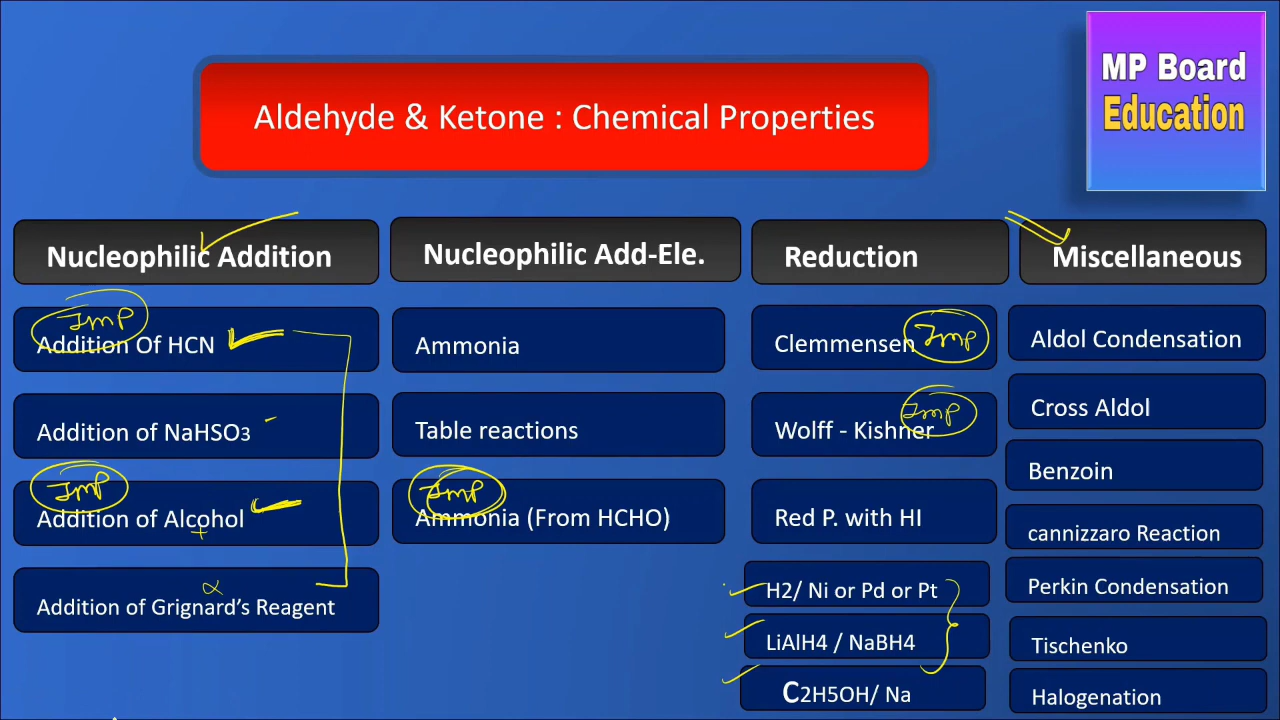 MP Board
Education
Aldehyde & Ketone : Chemical Properties
Nucleophilic Addition
Imp
Addition Of HCN
Addition of NaHSO3
Imp
Addition of Alcohol
+
∝
Addition of Grignard's Reagent
Nucleophilic Add-Ele.
Ammonia
Table reactions
Imp
Ammonia (From HCHO)
Reduction
Clemmensen Imp
Imp
Wolff - Kishner
Red P. with HI
H2/ Ni or Pd or Pt
LiAlH4 / NaBH4
C2H5OH/ Na
Miscellaneous
Aldol Condensation
Cross Aldol
Benzoin
cannizzaro Reaction
Perkin Condensation
Tischenko
Halogenation